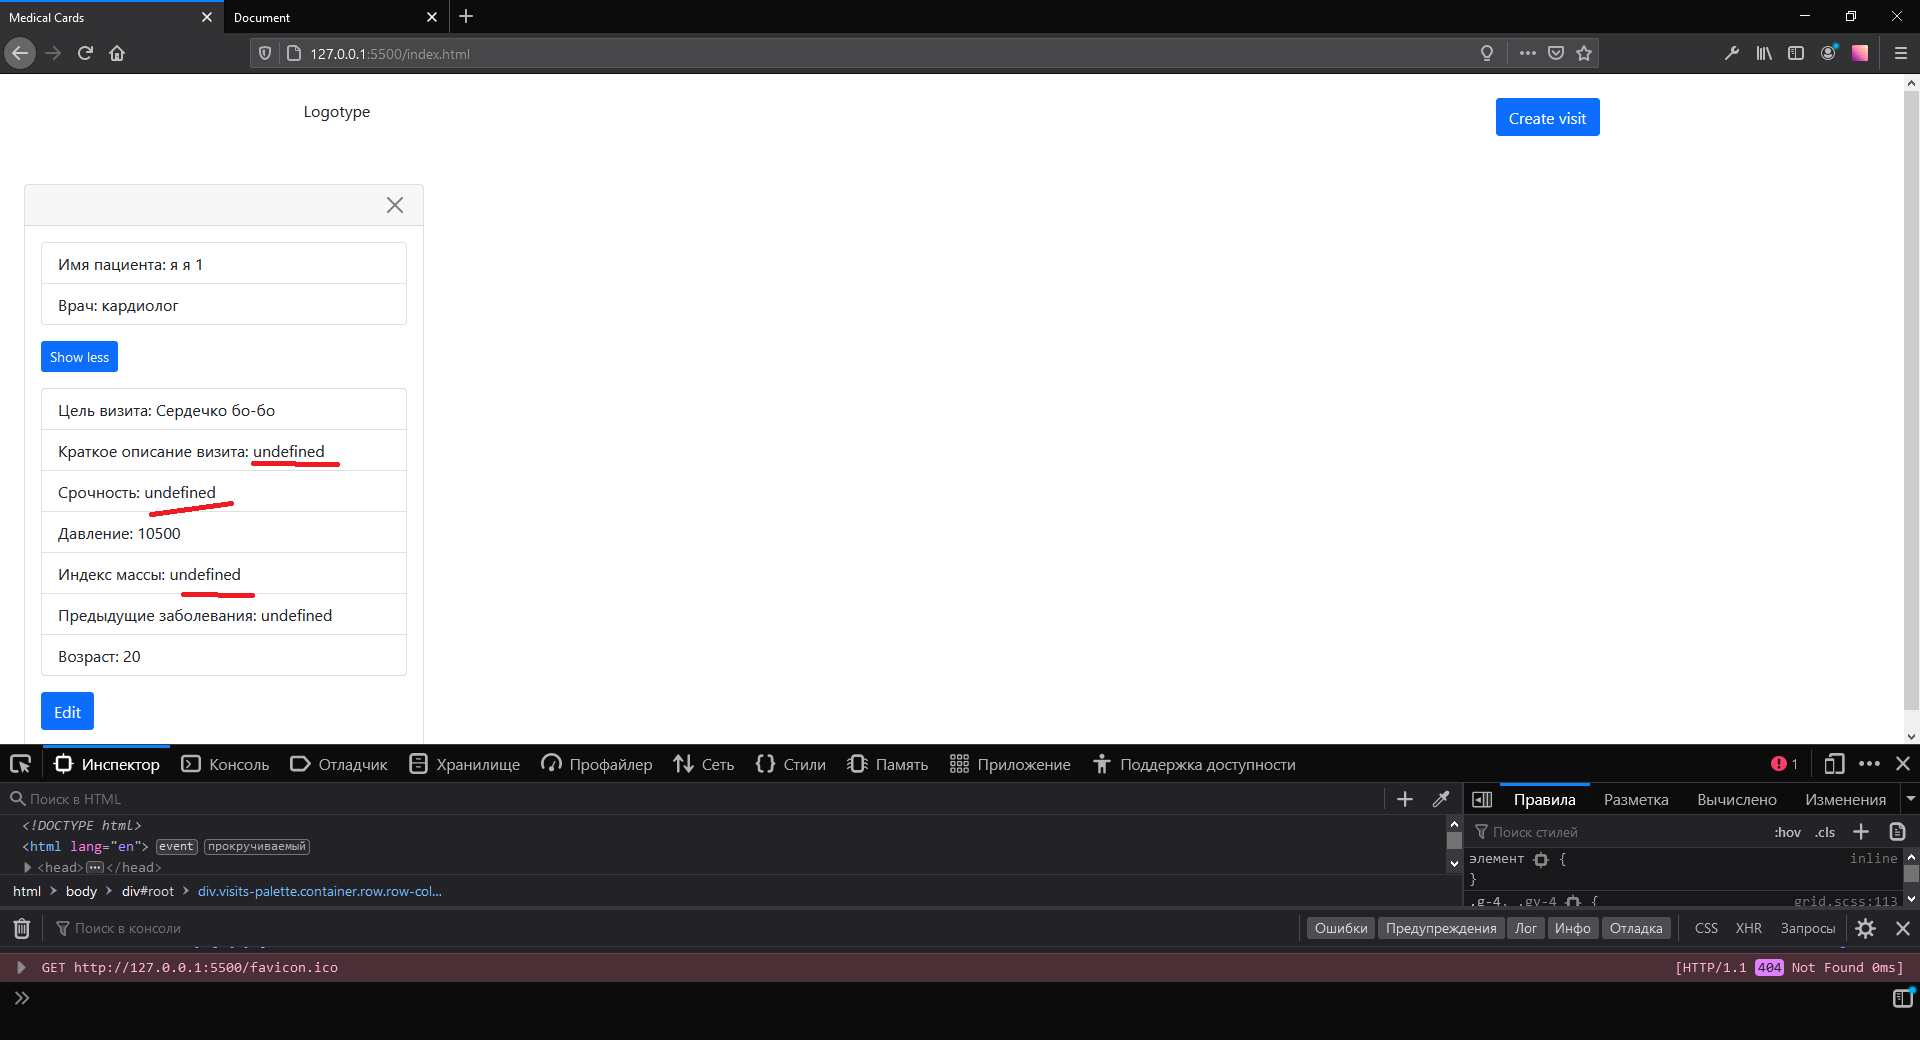 Medical Cards
Document
127.0.0.1:5500/index.html
Logotype
Create visit
Имя пациента: я я 1
Врач: кардиолог
Show less
Цель визита: Сердечко бо-бо
Краткое описание визита: undefined
Срочность: undefined
Давление: 10500
Индекс массы: undefined
Предыдущие заболевания: undefined
Возраст: 20
Edit
Инспектор Консоль Отладчик Хранилище Профайлер Сеть Стили Память Приложение Поддержка доступности 1
Поиск в HTML
Правила Разметка Вычислено Изменения
<!DOCTYPE html>
<html lang="en"> event прокручиваемый
<head> ••• </head>
html body div#root div.visits-palette.container.row.row-col...
Поиск стилей :hov .cls
элемент { inline
}
.g-4, .gy-4 { grid.scss:113
Поиск в консоли
Ошибки Предупреждения Лог Инфо Отладка CSS XHR Запросы
GET http://127.0.0.1:5500/favicon.ico [HTTP/1.1 404 Not Found 0ms]